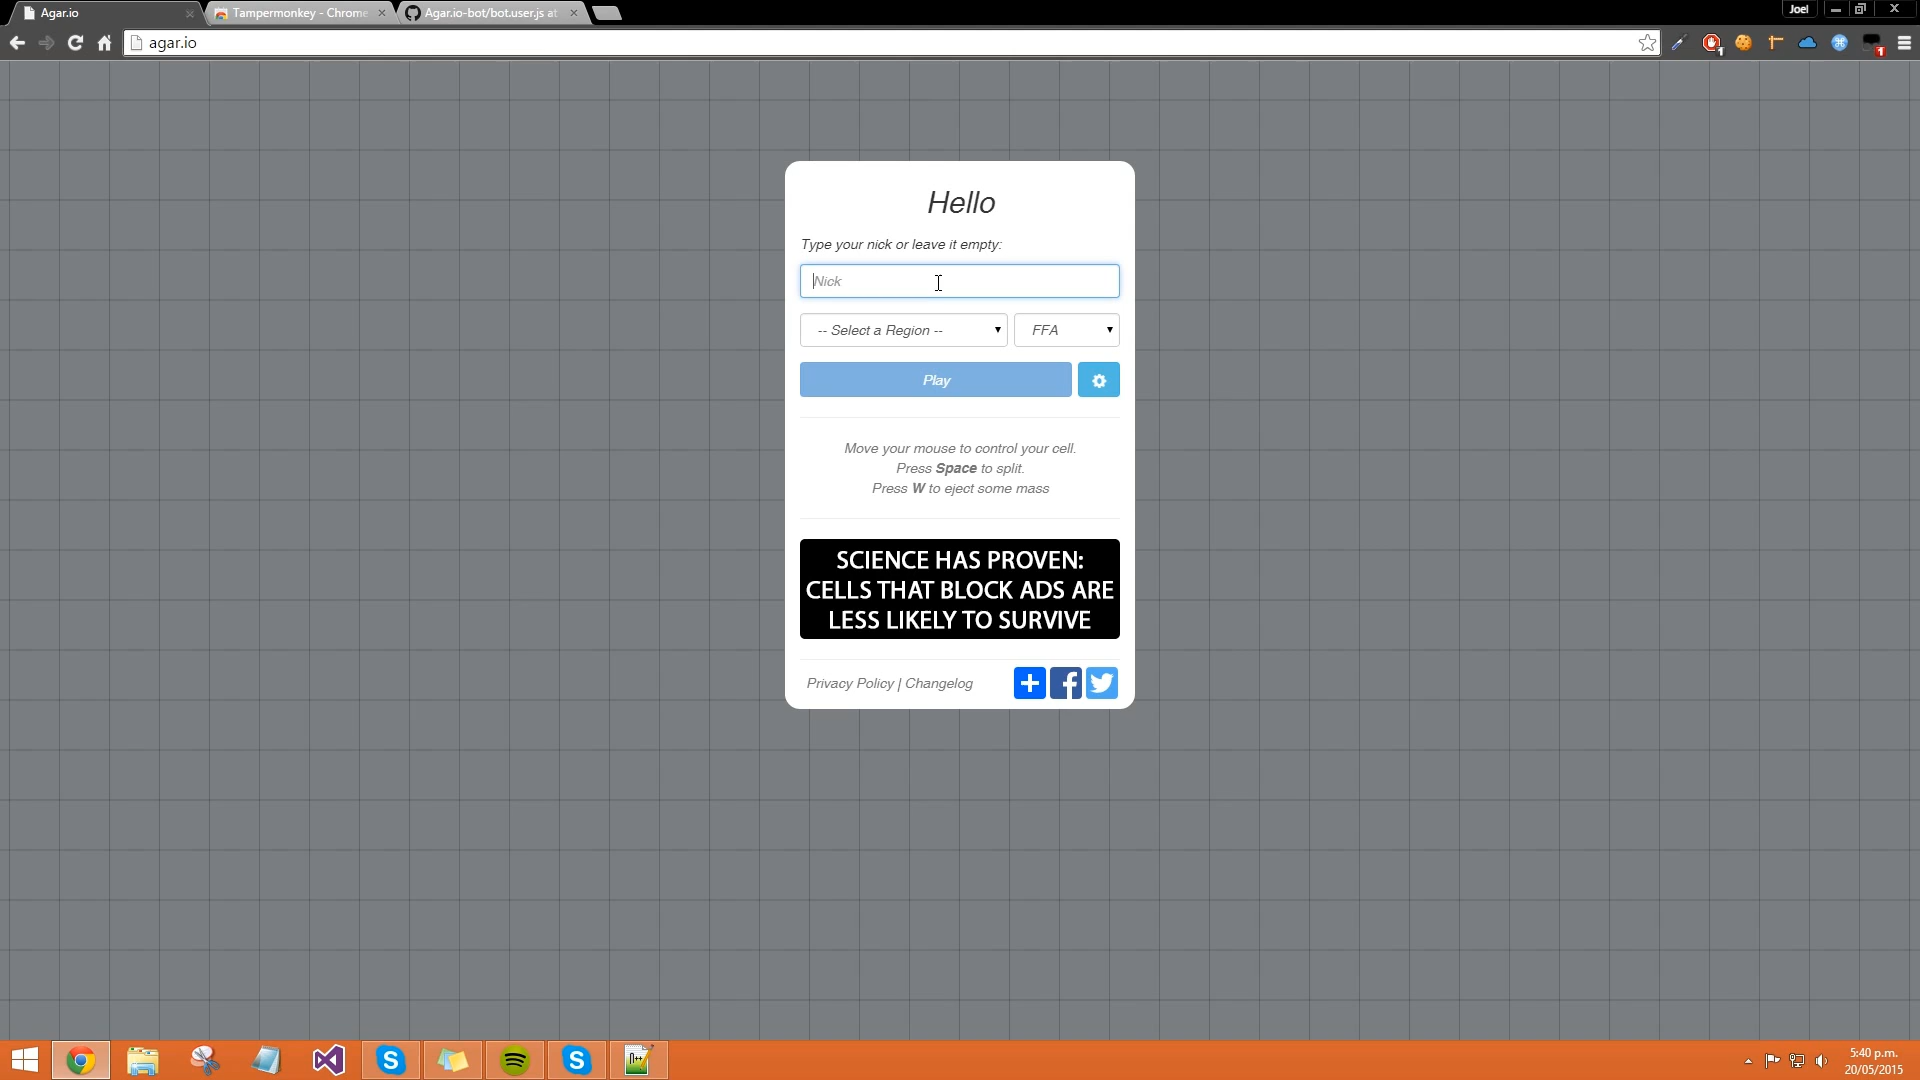 Agar.io
Tampermonkey - Chrome
Agar.io-bot/bot.user.js at
Joel
agar.io
1
1
Hello
Type your nick or leave it empty:
Nick
-- Select a Region --
FFA
Play
Move your mouse to control your cell.
Press Space to split.
Press W to eject some mass
SCIENCE HAS PROVEN:
CELLS THAT BLOCK ADS ARE
LESS LIKELY TO SURVIVE
Privacy Policy | Changelog
5:40 p.m.
20/05/2015